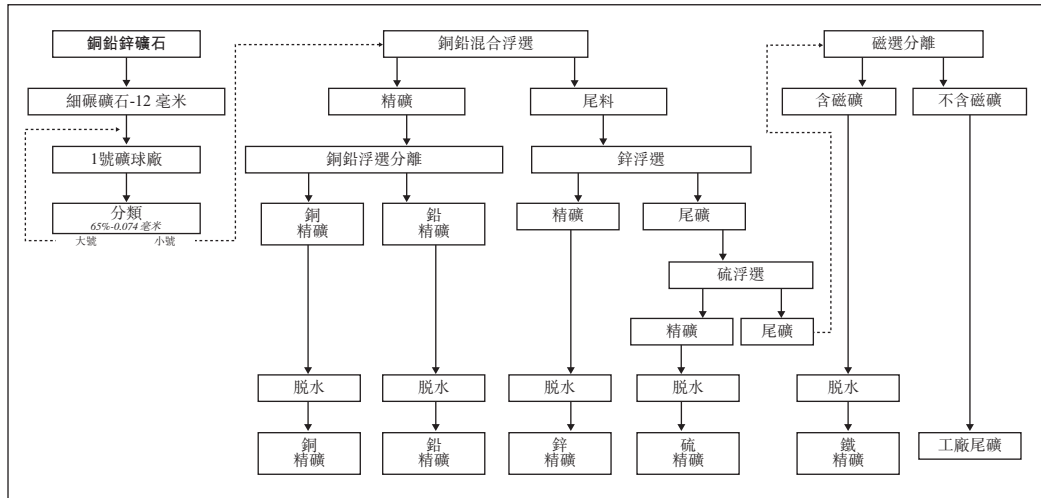 銅鉛鋅礦石
細碾礦石-12 毫米
1號礦球廠
分類
65%-0.074 毫米
大號
小號
銅鉛混合浮選
精礦
尾料
銅鉛浮選分離
鋅浮選
銅
精礦
鉛
精礦
精礦
尾礦
硫浮選
精礦
尾礦
磁選分離
含磁礦
不含磁礦
脱水
脱水
脱水
脱水
脱水
銅
精礦
鉛
精礦
鋅
精礦
硫
精礦
鐵
精礦
工廠尾礦